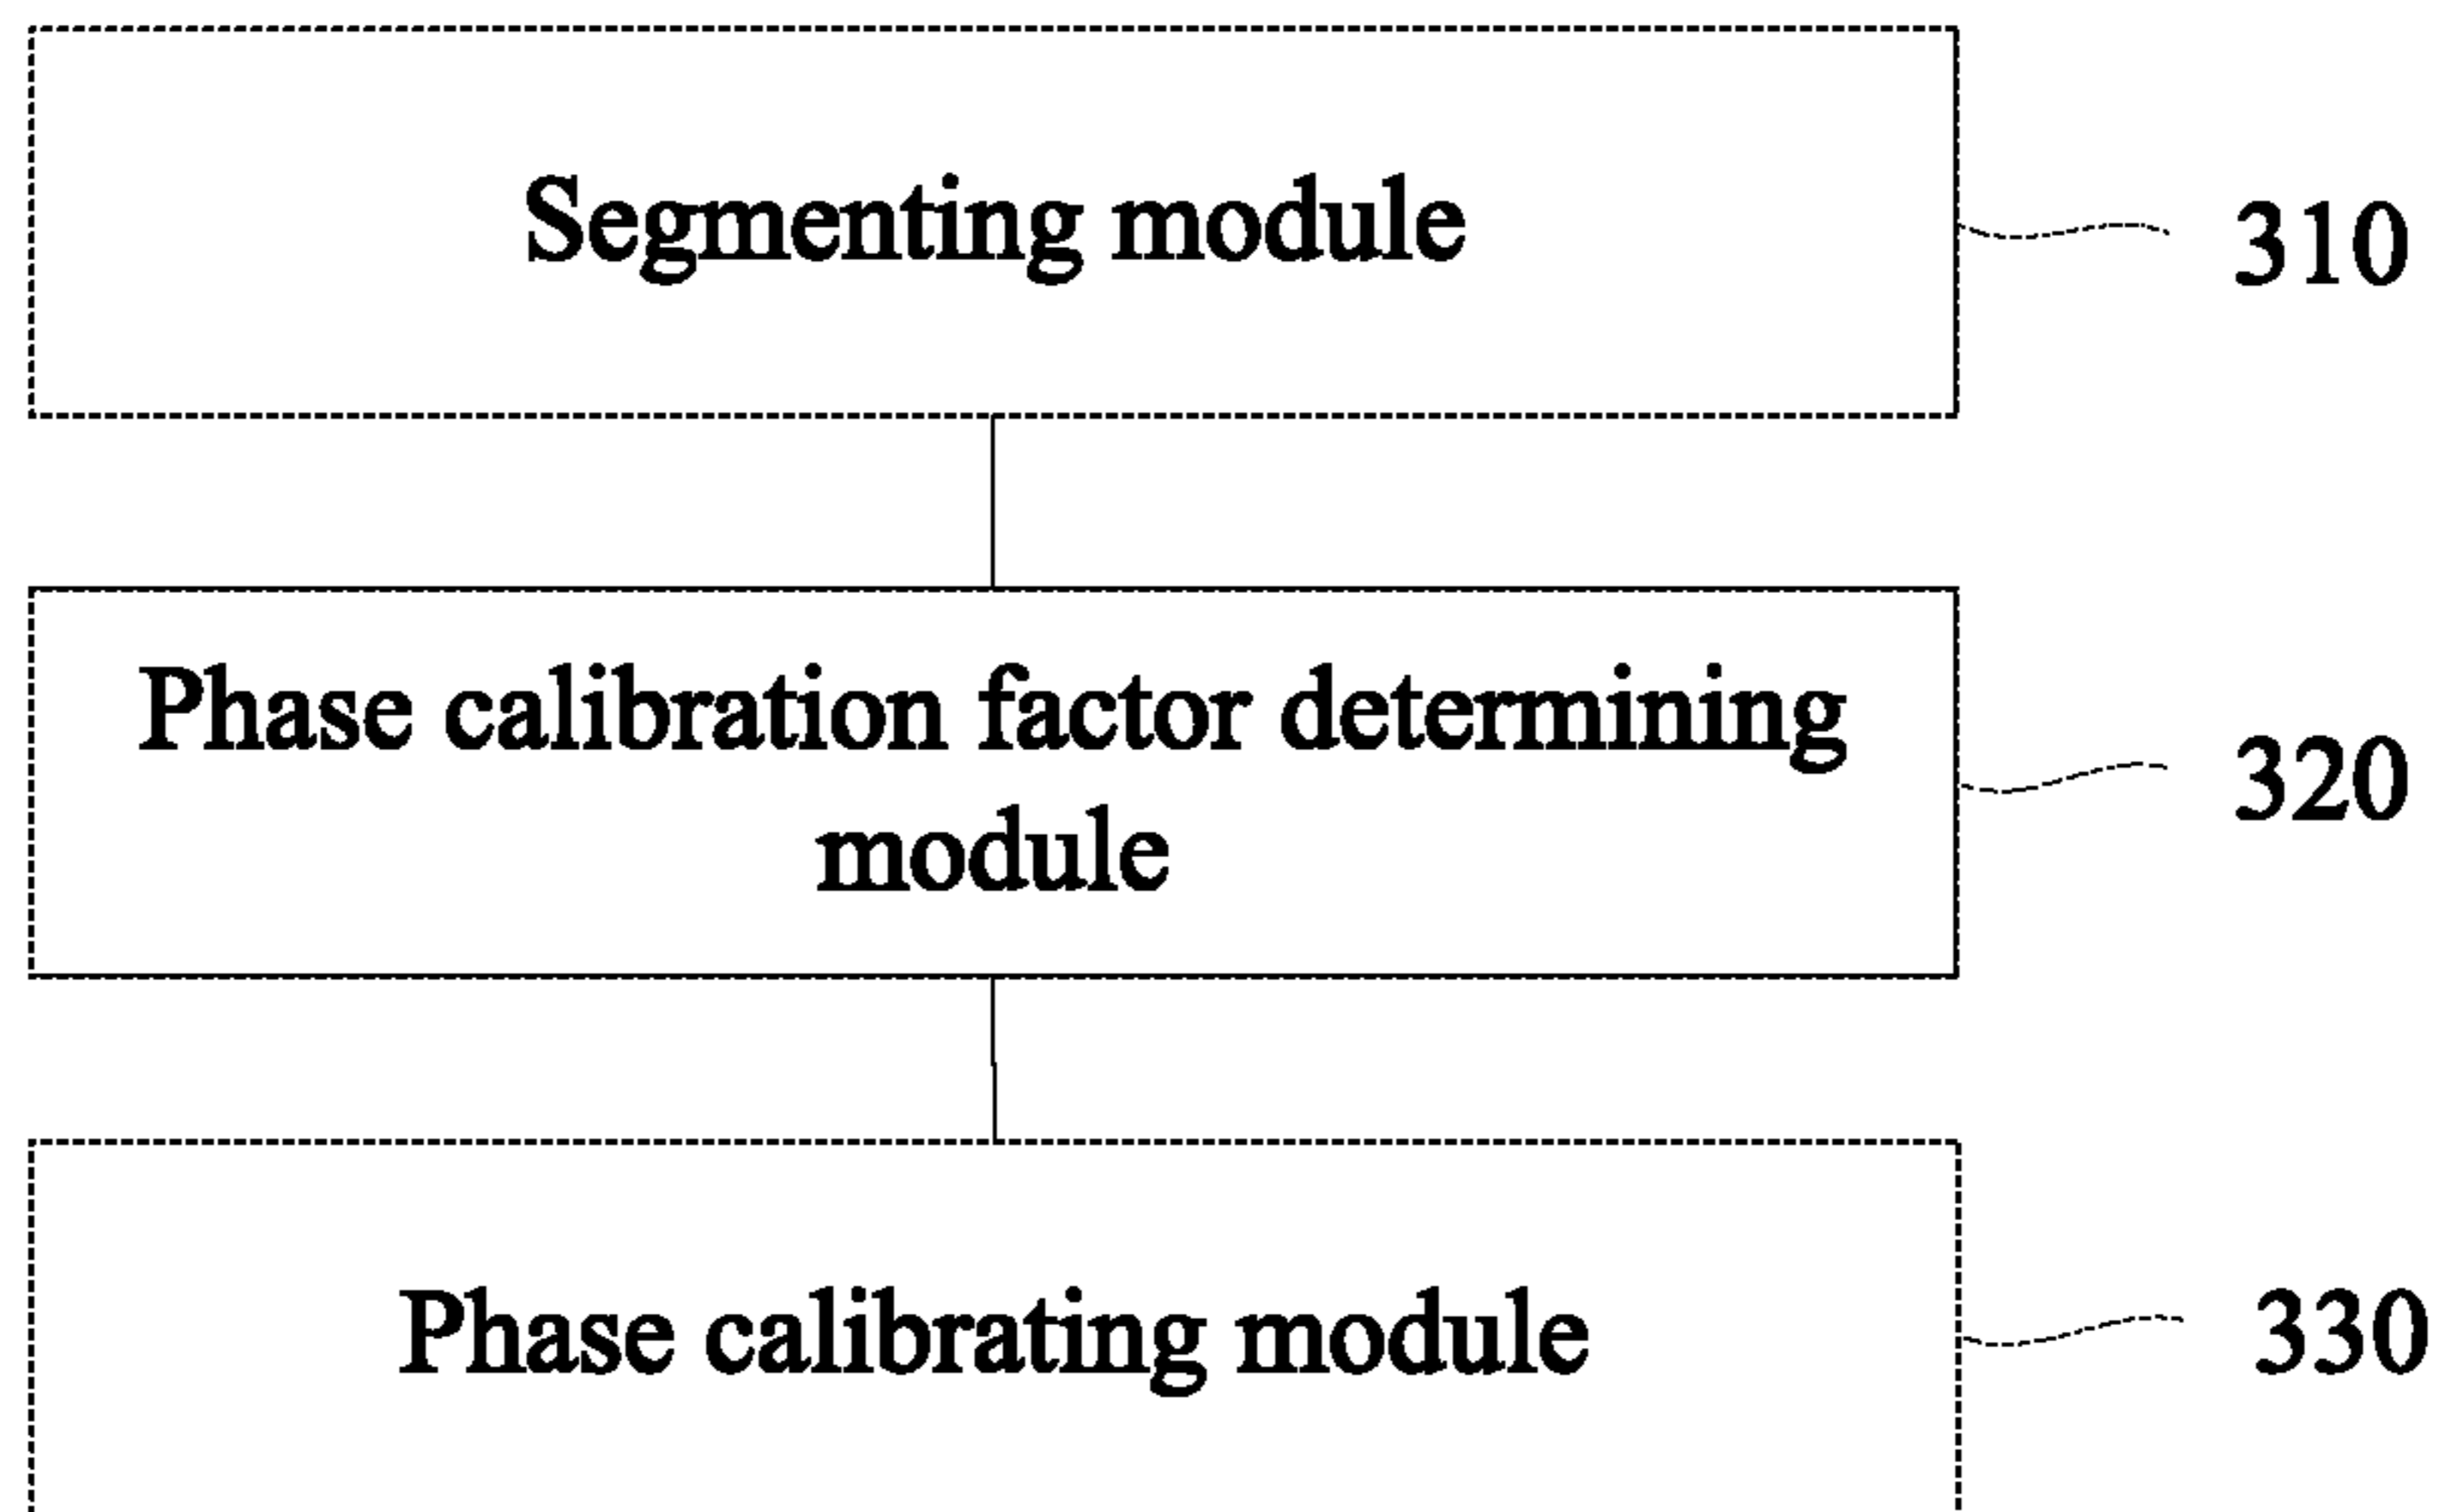 Segmenting module
310
Phase calibration factor determining
module
320
Phase calibrating module
330